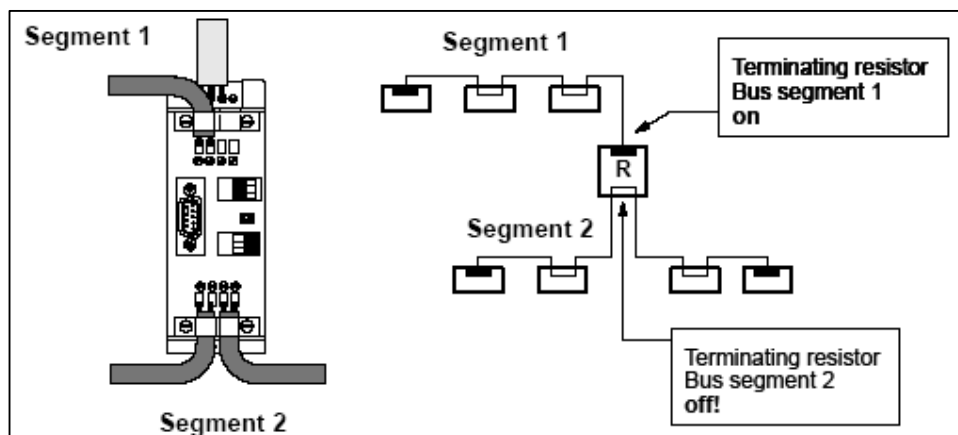 Segment 1
Segment 1
Terminating resistor
Bus segment 1
on
R
Segment 2
Terminating resistor
Bus segment 2
off!
Segment 2